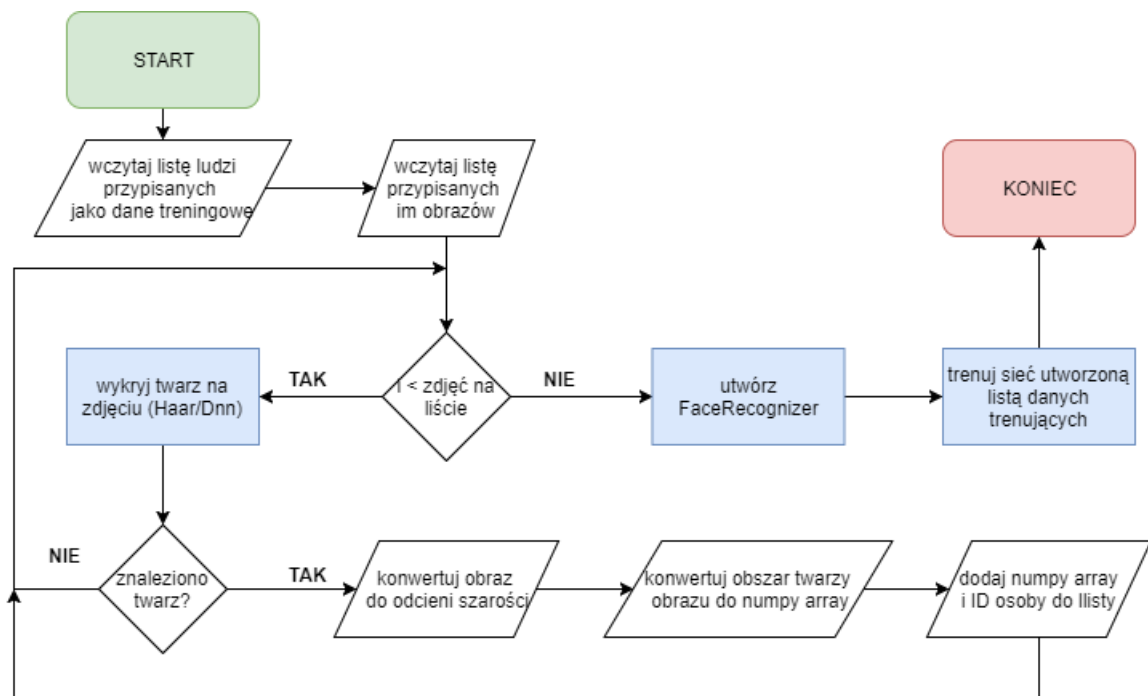 START
wczytaj listę ludzi
przypisanych
jako dane treningowe
wczytaj listę
przypisanych
im obrazów
KONIEC
wykryj twarz na
zdjęciu (Haar/Dnn)
TAK
i < zdjęć na
liście
NIE
utwórz
FaceRecognizer
trenuj sieć utworzoną
listą danych
trenujących
NIE
znaleziono
twarz?
TAK
konwertuj obraz
do odcieni szarości
konwertuj obszar twarzy
obrazu do numpy array
dodaj numpy array
i ID osoby do llisty